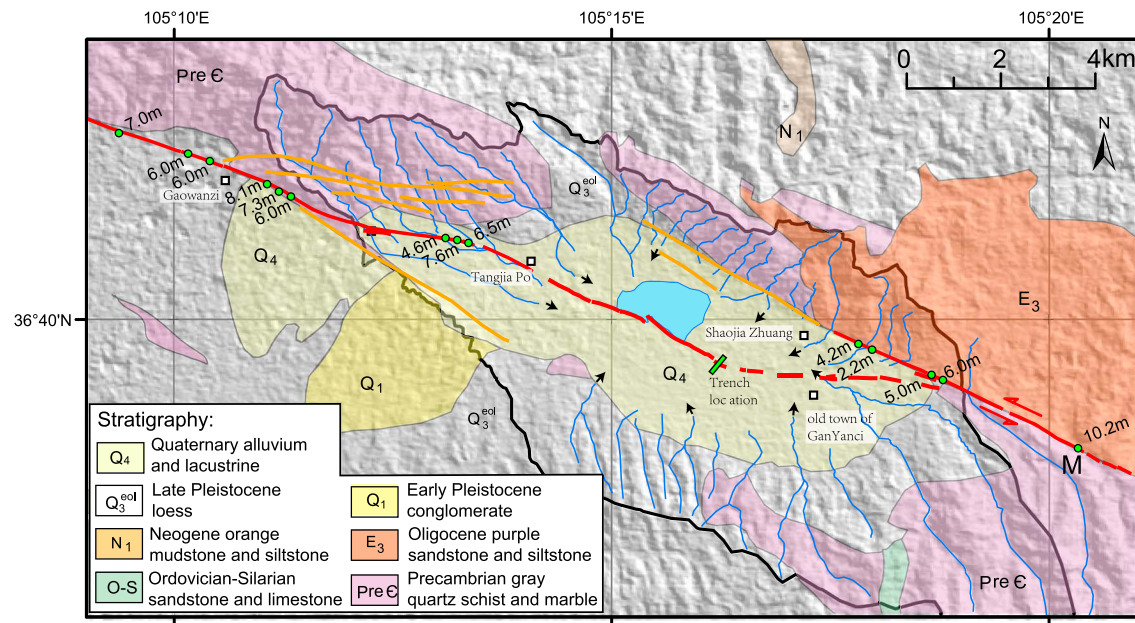 105°10'E
105°15'E
105°20'E
36°40'N
0 2 4km
N
Pre Є
7.0m
6.0m
6.0m
Gaowanzi
8.1m
7.3m
6.0m
4.6m
7.6m
6.5m
Tangjia Po
Q4
Q1
Q3eol
Q3eol
N1
E3
Shaojia Zhuang
4.2m
2.2m
5.0m
6.0m
10.2m
M
Q4
Trench
loc ation
old town of
GanYanci
Pre Є
Stratigraphy:
Q4 Quaternary alluvium
and lacustrine
Q3eol Late Pleistocene
loess
N1 Neogene orange
mudstone and siltstone
O-S Ordovician-Silarian
sandstone and limestone
Q1 Early Pleistocene
conglomerate
E3 Oligocene purple
sandstone and siltstone
Pre Є Precambrian gray
quartz schist and marble